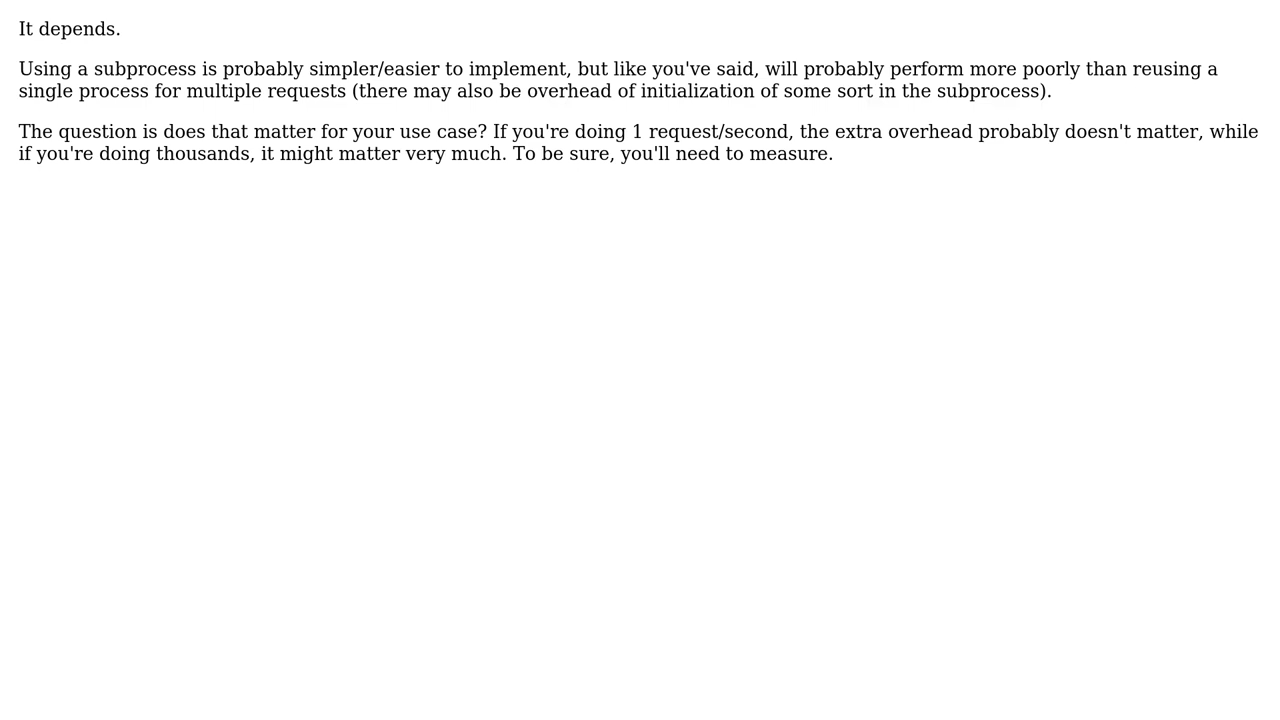 It depends.
Using a subprocess is probably simpler/easier to implement, but like you've said, will probably perform more poorly than reusing a
single process for multiple requests (there may also be overhead of initialization of some sort in the subprocess).
The question is does that matter for your use case? If you're doing 1 request/second, the extra overhead probably doesn't matter, while
if you're doing thousands, it might matter very much. To be sure, you'll need to measure.